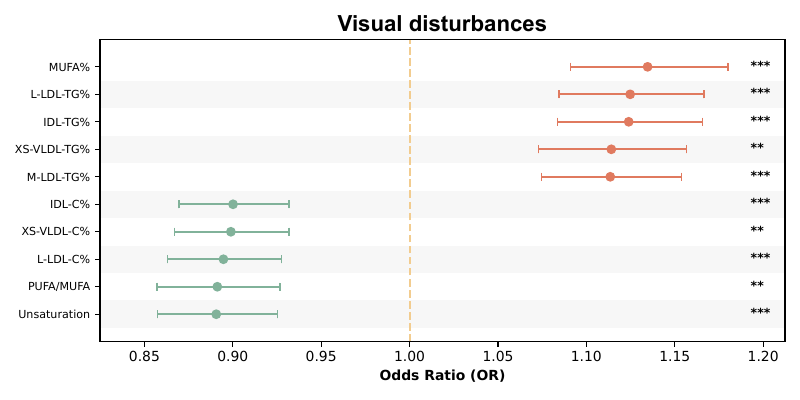 Visual disturbances
MUFA% ***
L-LDL-TG% ***
IDL-TG% ***
XS-VLDL-TG% **
M-LDL-TG% ***
IDL-C% ***
XS-VLDL-C% **
L-LDL-C% ***
PUFA/MUFA **
Unsaturation ***
0.85 0.90 0.95 1.00 1.05 1.10 1.15 1.20
Odds Ratio (OR)